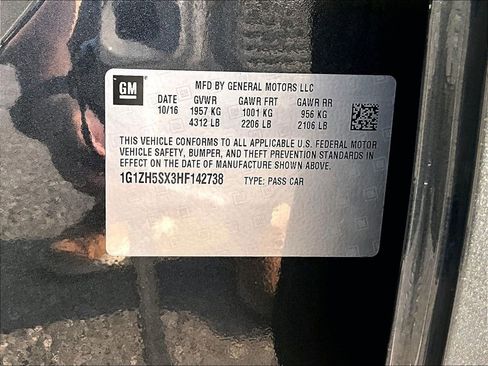 GM
MFD BY GENERAL MOTORS LLC
DATE GVWR GAWR FRT GAWR RR
10/16 1957 KG 1001 KG 956 KG
4312 LB 2206 LB 2106 LB
THIS VEHICLE CONFORMS TO ALL APPLICABLE U.S. FEDERAL MOTOR
VEHICLE SAFETY, BUMPER, AND THEFT PREVENTION STANDARDS IN
EFFECT ON THE DATE OF MANUFACTURE SHOWN ABOVE.
1G1ZH5SX3HF142738 TYPE: PASS CAR